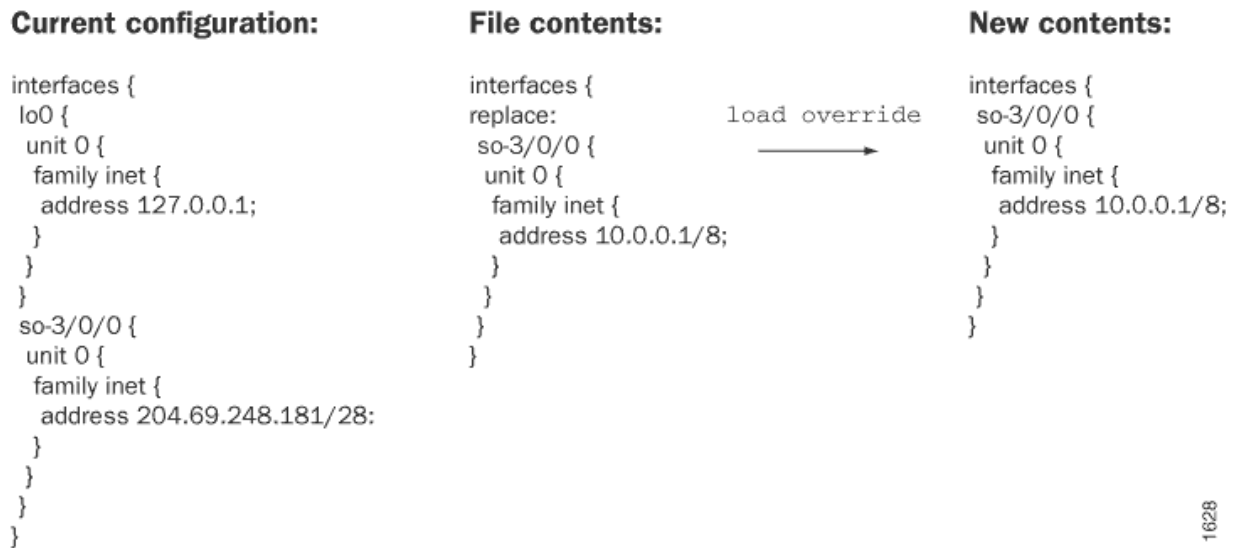 Current configuration:
interfaces {
lo0 {
unit 0 {
family inet {
address 127.0.0.1;
}
}
}
so-3/0/0 {
unit 0 {
family inet {
address 204.69.248.181/28:
}
}
}
}
File contents:
interfaces {
replace:
so-3/0/0 {
unit 0 {
family inet {
address 10.0.0.1/8;
}
}
}
}
load override
New contents:
interfaces {
so-3/0/0 {
unit 0 {
family inet {
address 10.0.0.1/8;
}
}
}
}
1628